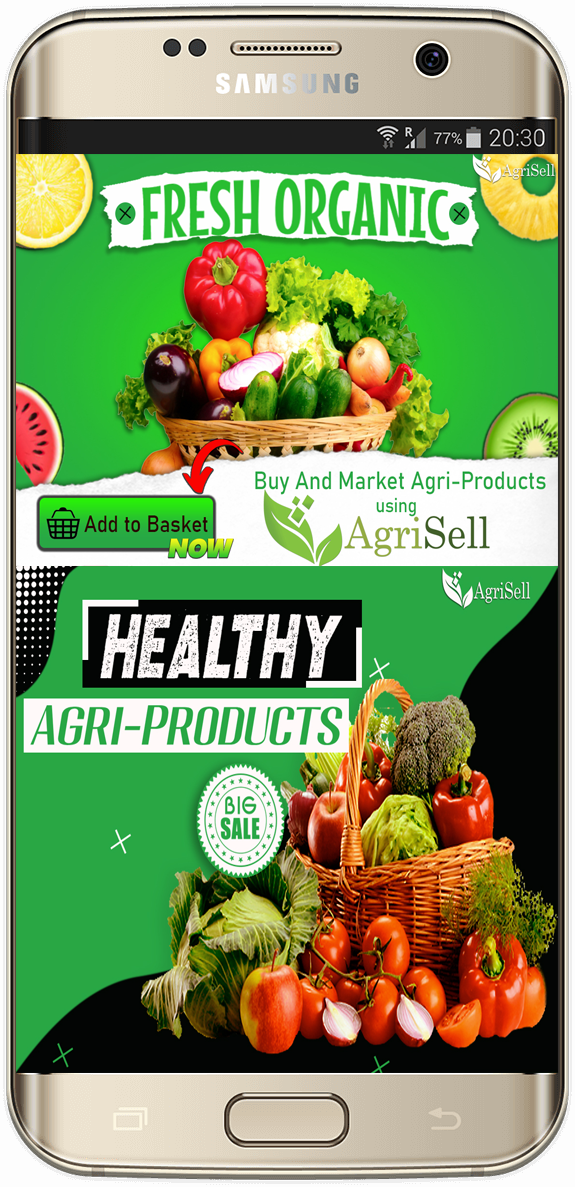 SAMSUNG
R
77%
20:30
AgriSell
FRESH ORGANIC
Buy And Market Agri-Products
using
AgriSell
Add to Basket
NOW
AgriSell
HEALTHY
AGRI-PRODUCTS
BIG
SALE